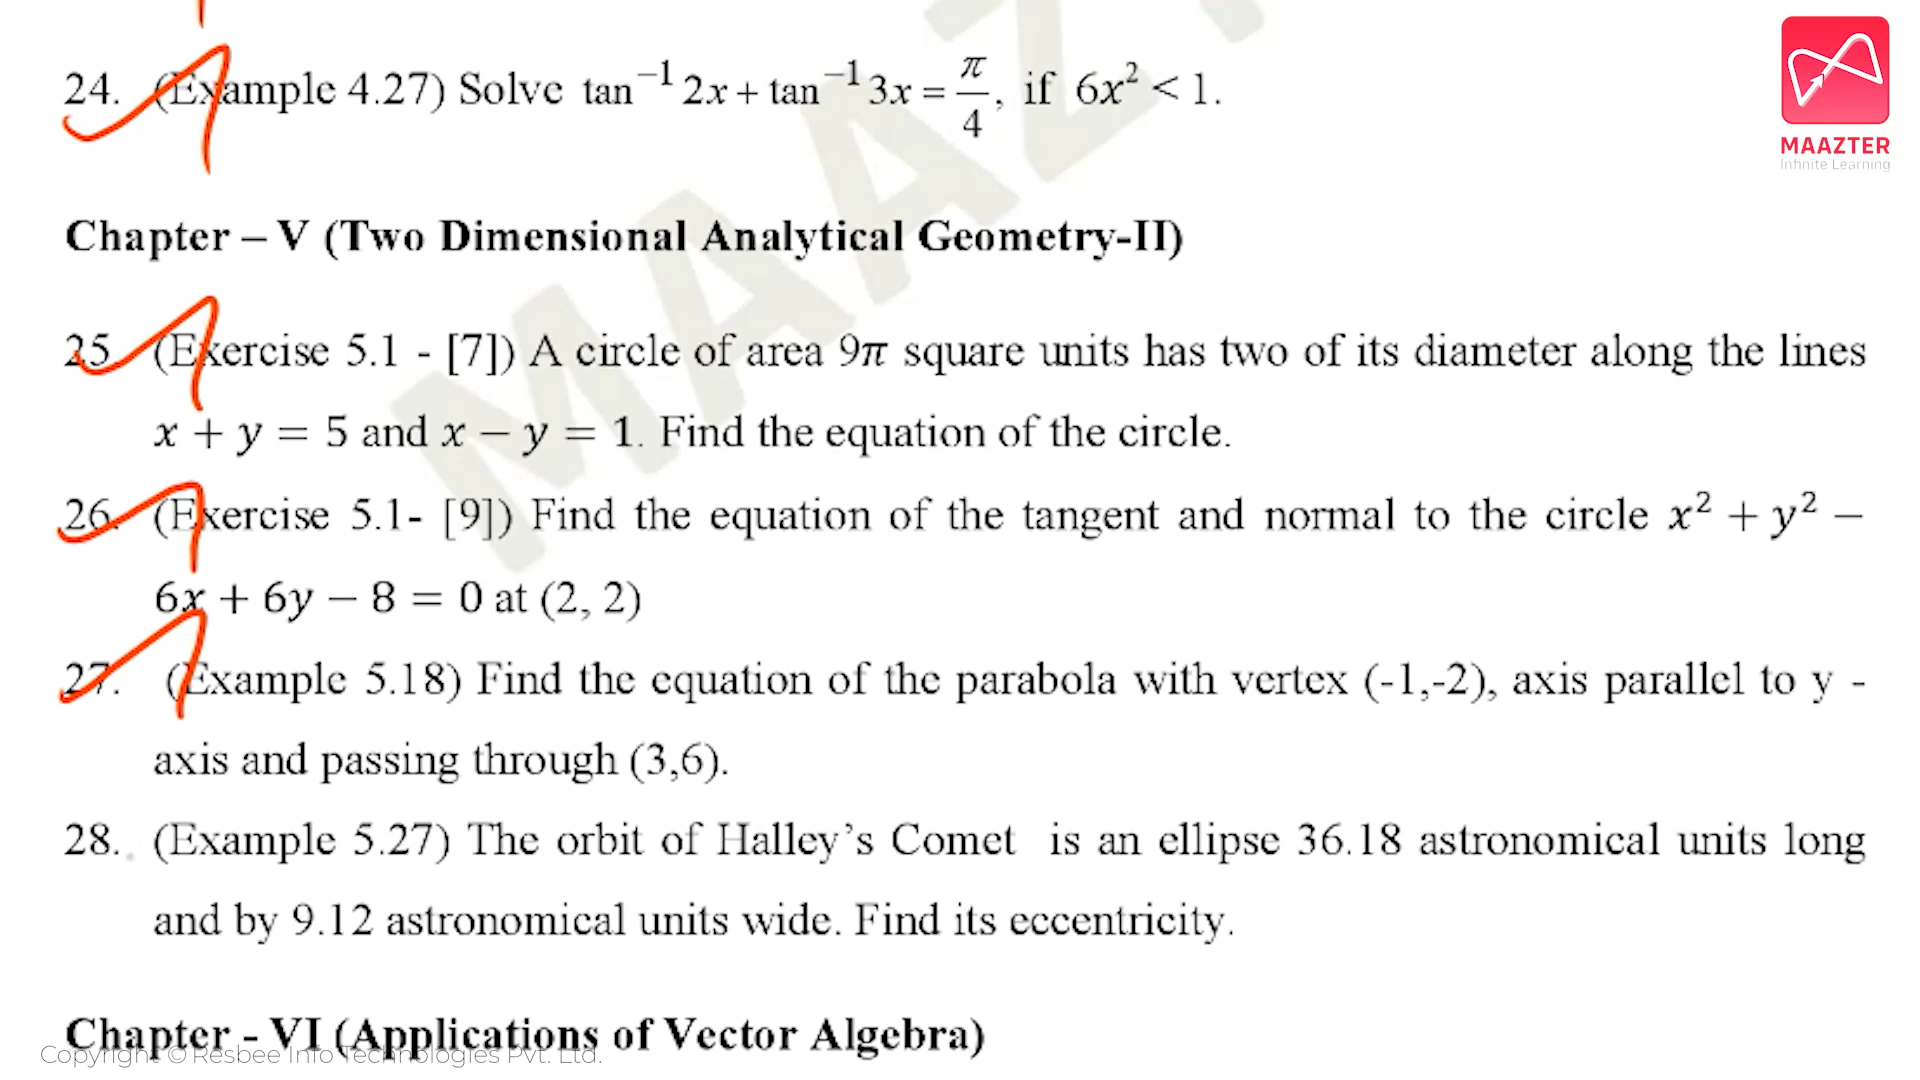 24. (Example 4.27) Solve tan⁻¹ 2x + tan⁻¹ 3x = π/4, if 6x² < 1.
MAAZTER
Infinite Learning
Chapter – V (Two Dimensional Analytical Geometry-II)
25. (Exercise 5.1 - [7]) A circle of area 9π square units has two of its diameter along the lines
x + y = 5 and x − y = 1. Find the equation of the circle.
26. (Exercise 5.1- [9]) Find the equation of the tangent and normal to the circle x² + y² −
6x + 6y − 8 = 0 at (2, 2)
27. (Example 5.18) Find the equation of the parabola with vertex (-1,-2), axis parallel to y -
axis and passing through (3,6).
28. (Example 5.27) The orbit of Halley’s Comet is an ellipse 36.18 astronomical units long
and by 9.12 astronomical units wide. Find its eccentricity.
Chapter - VI (Applications of Vector Algebra)
Copyright © Resbee Info Technologies Pvt. Ltd.